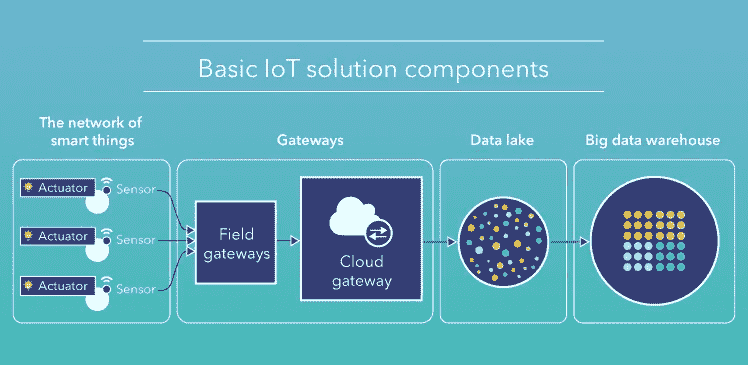 Basic IoT solution components
The network of
smart things
Gateways
Data lake
Big data warehouse
Actuator
Sensor
Actuator
Sensor
Actuator
Sensor
Field
gateways
Cloud
gateway